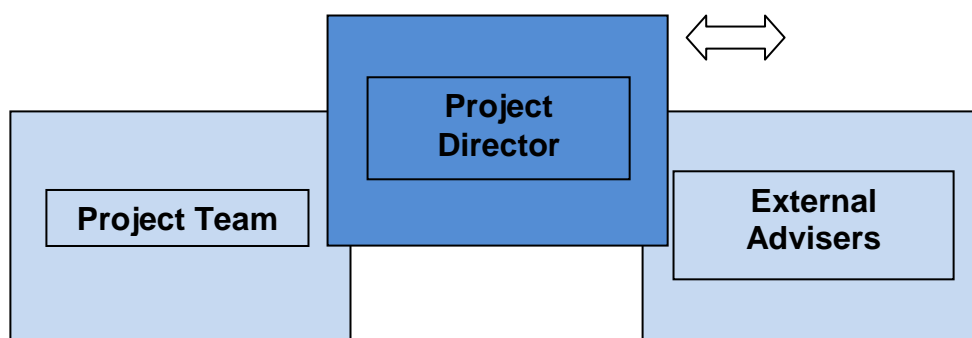 Project
Director
Project Team
External
Advisers